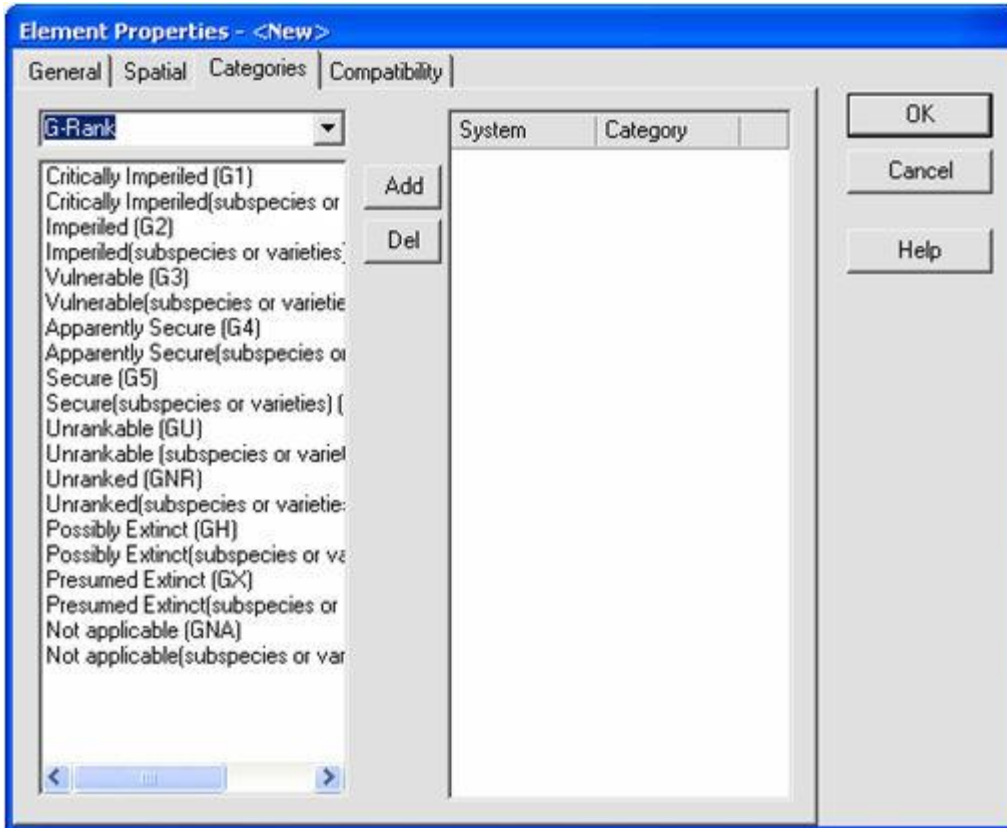 Element Properties - <New>
General Spatial Categories Compatibility
G-Rank
Critically Imperiled (G1)
Critically Imperiled(subspecies or
Imperiled (G2)
Imperiled(subspecies or varieties)
Vulnerable (G3)
Vulnerable(subspecies or varietie
Apparently Secure (G4)
Apparently Secure(subspecies or
Secure (G5)
Secure(subspecies or varieties) (
Unrankable (GU)
Unrankable (subspecies or variet
Unranked (GNR)
Unranked(subspecies or varietie
Possibly Extinct (GH)
Possibly Extinct(subspecies or va
Presumed Extinct (GX)
Presumed Extinct(subspecies or
Not applicable (GNA)
Not applicable(subspecies or var
Add
Del
System Category
OK
Cancel
Help